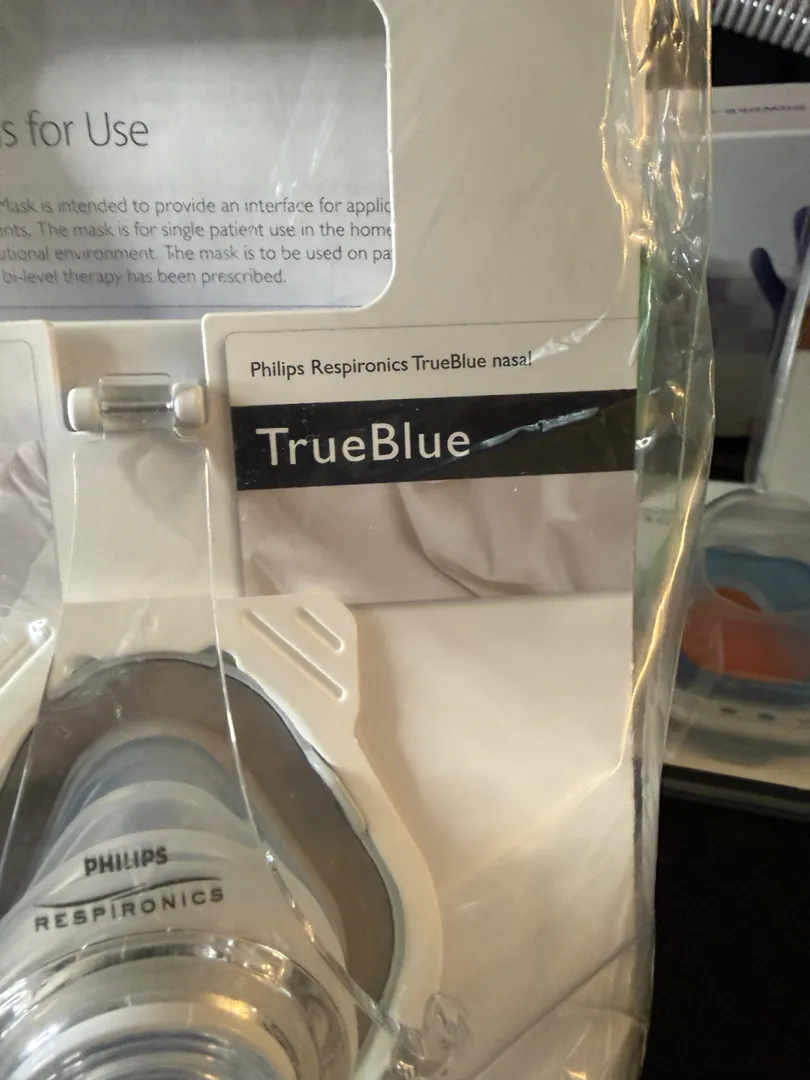 s for Use
Mask is intended to provide an interface for applic
ents. The mask is for single patient use in the home
utional environment. The mask is to be used on pa
bi-level therapy has been prescribed.
Philips Respironics TrueBlue nasal
TrueBlue
PHILIPS
RESPIRONICS